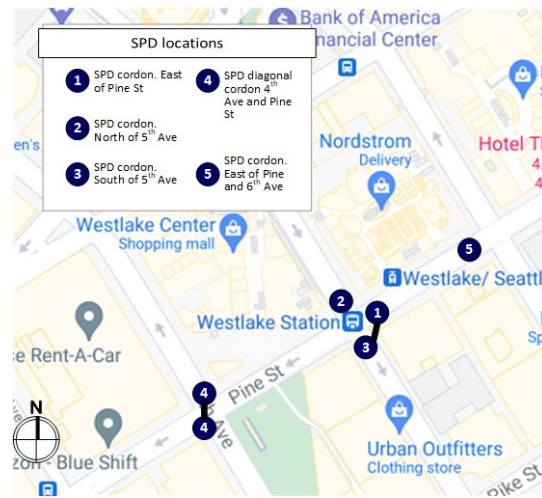 Bank of America
nancial Center
SPD locations
1
SPD cordon. East
of Pine St
4
SPD diagonal
cordon 4th
Ave and Pine
St
2
SPD cordon.
North of 5th Ave
3
SPD cordon.
South of 5th Ave
5
SPD cordon.
East of Pine
and 6th Ave
en's
Nordstrom
Delivery
Hotel T
4.
4
Westlake Center
Shopping mall
5
Westlake/ Seattl
2
1
Westlake Station
3
Sp
se Rent-A-Car
Pine St
4
h Ave
4
N
zon - Blue Shift
Urban Outfitters
Clothing store
Pike St